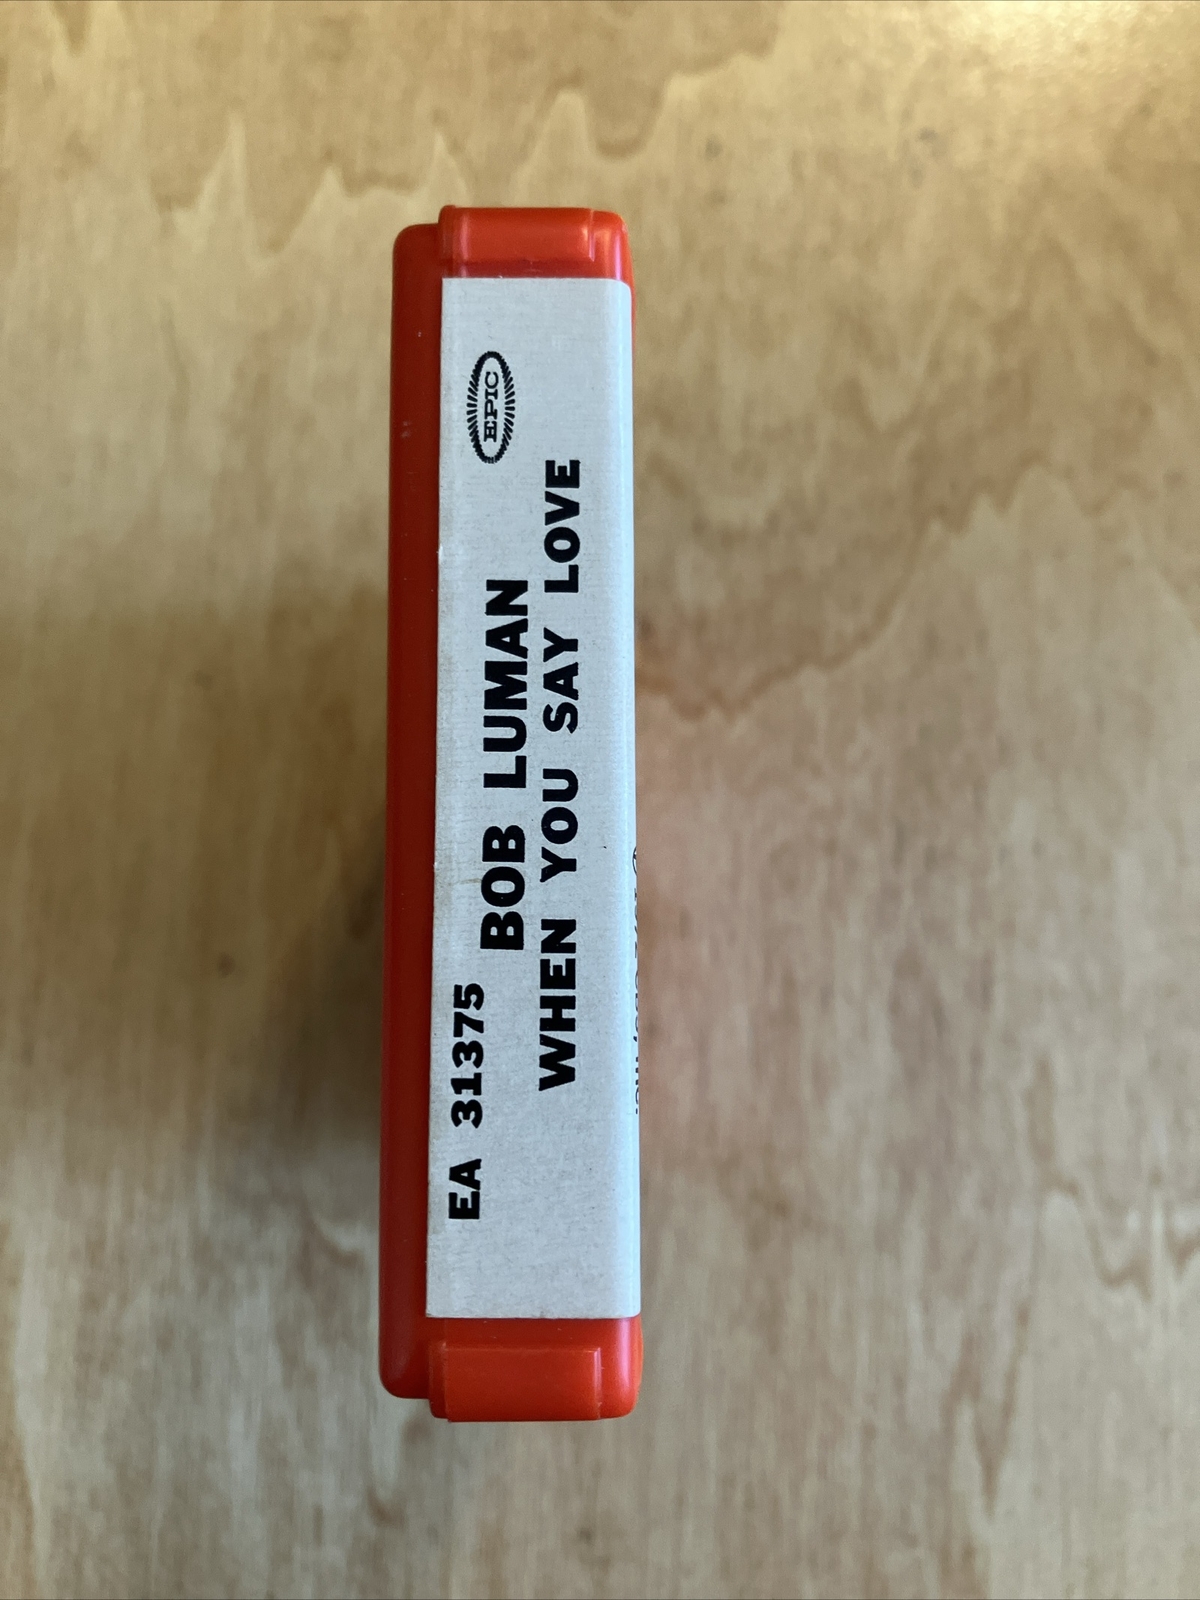 EPIC
EA 31375
BOB LUMAN
WHEN YOU SAY LOVE